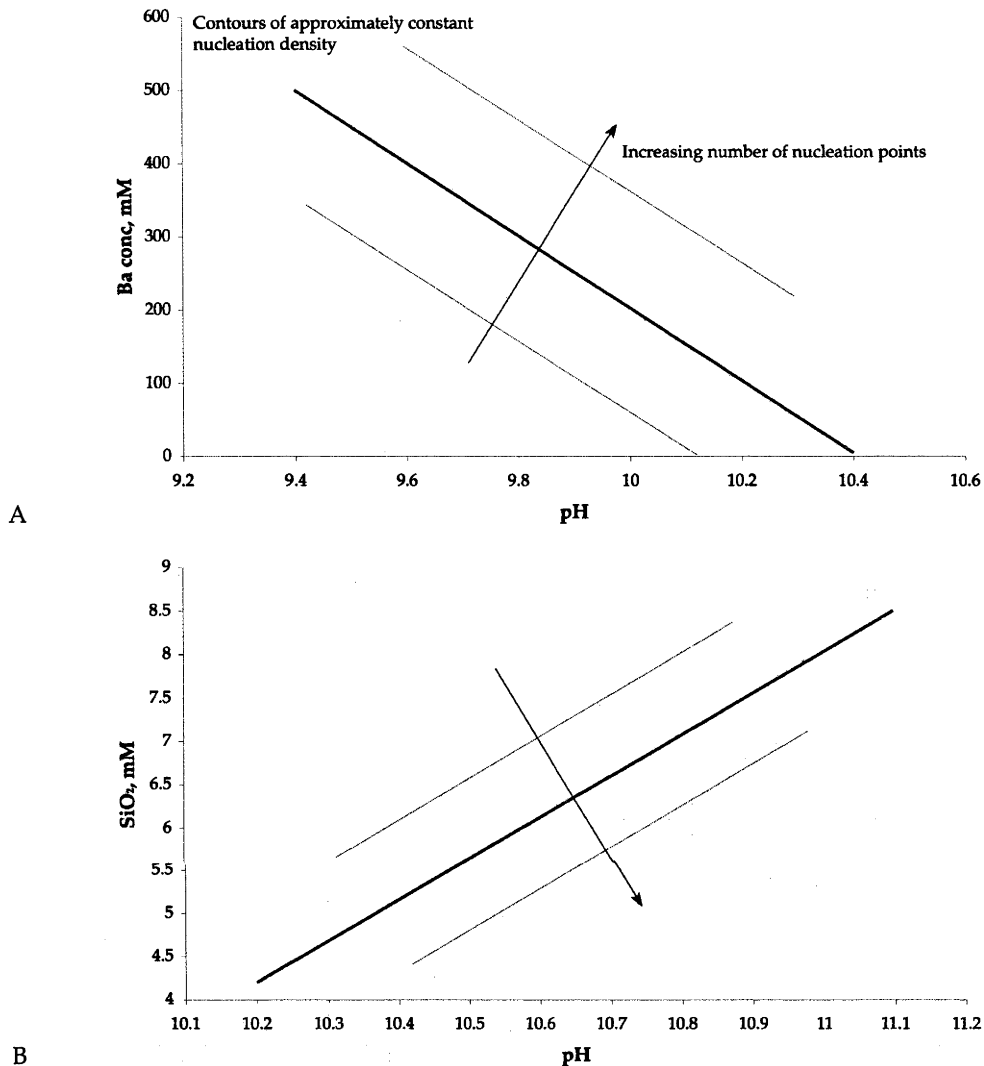 Contours of approximately constant
nucleation density
Increasing number of nucleation points
Ba conc, mM
600
500
400
300
200
100
0
9.2 9.4 9.6 9.8 10 10.2 10.4 10.6
pH
A
SiO₂, mM
9
8.5
8
7.5
7
6.5
6
5.5
5
4.5
4
10.1 10.2 10.3 10.4 10.5 10.6 10.7 10.8 10.9 11 11.1 11.2
pH
B